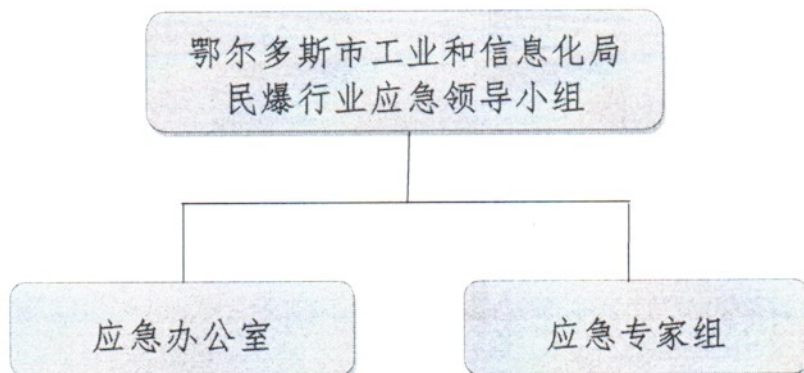 鄂尔多斯市工业和信息化局
民爆行业应急领导小组
应急办公室
应急专家组